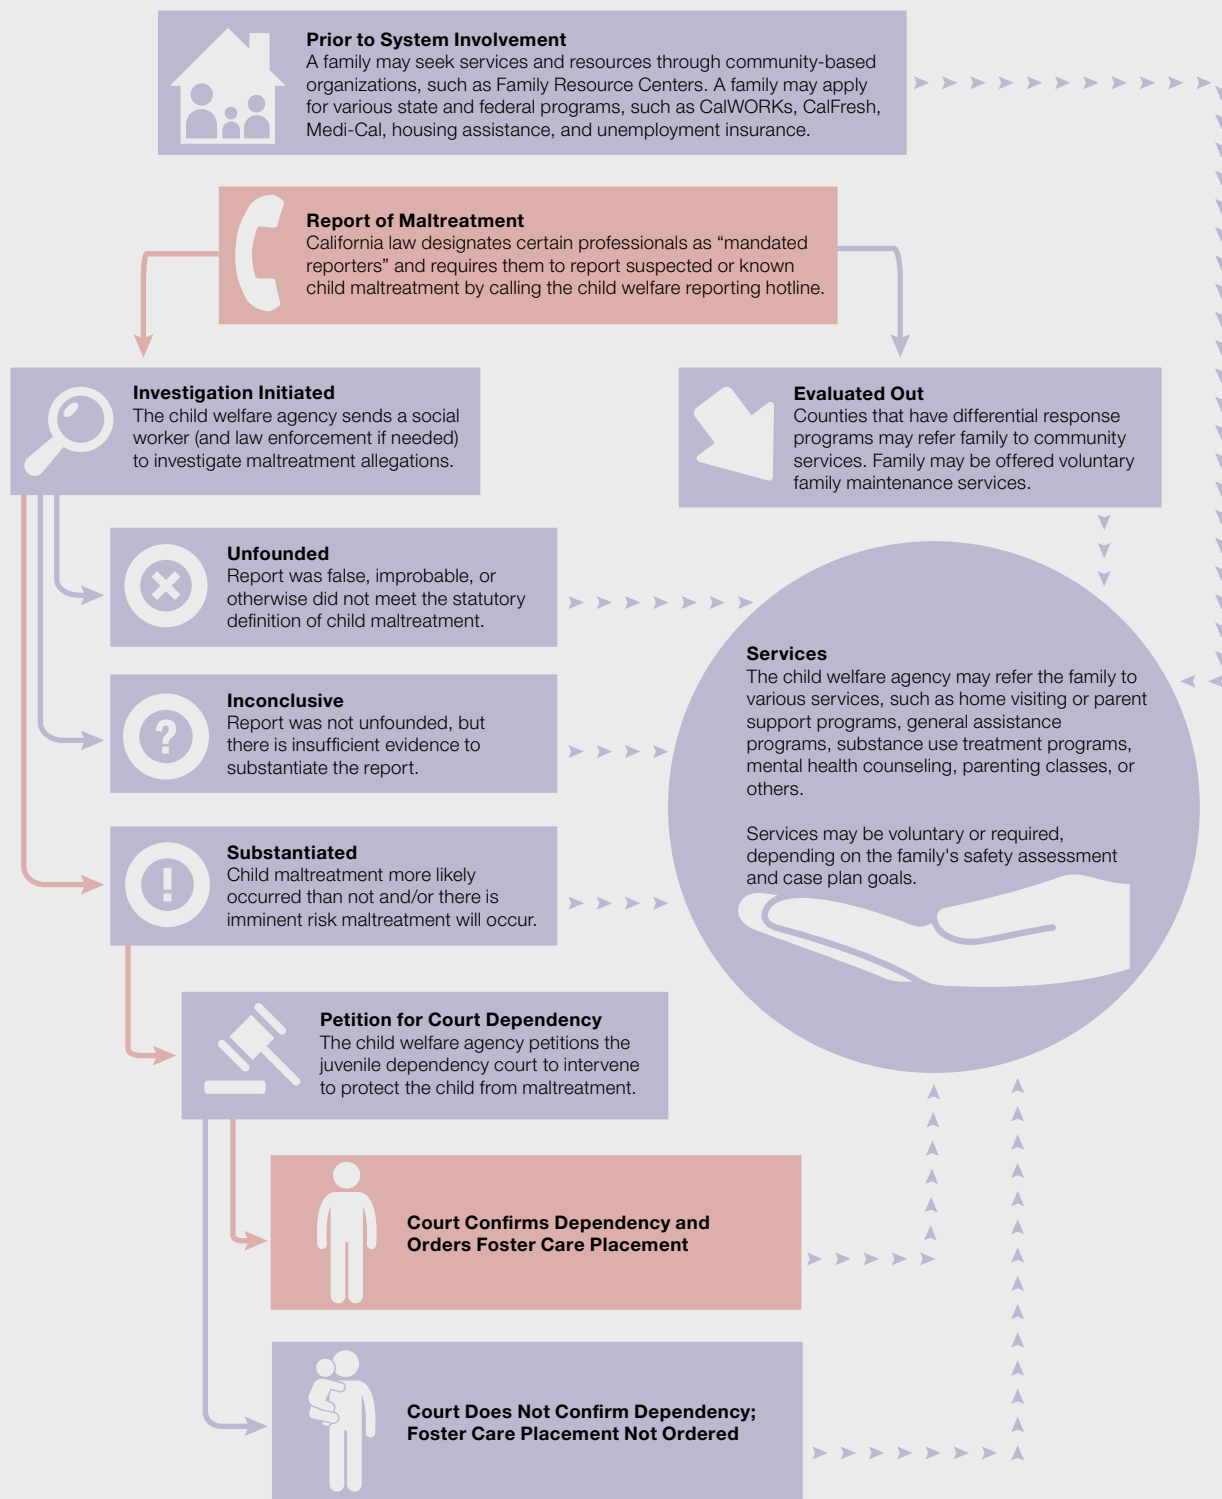 Prior to System Involvement
A family may seek services and resources through community-based
organizations, such as Family Resource Centers. A family may apply
for various state and federal programs, such as CalWORKs, CalFresh,
Medi-Cal, housing assistance, and unemployment insurance.
Report of Maltreatment
California law designates certain professionals as “mandated
reporters” and requires them to report suspected or known
child maltreatment by calling the child welfare reporting hotline.
Investigation Initiated
The child welfare agency sends a social
worker (and law enforcement if needed)
to investigate maltreatment allegations.
Evaluated Out
Counties that have differential response
programs may refer family to community
services. Family may be offered voluntary
family maintenance services.
Unfounded
Report was false, improbable, or
otherwise did not meet the statutory
definition of child maltreatment.
Inconclusive
Report was not unfounded, but
there is insufficient evidence to
substantiate the report.
Substantiated
Child maltreatment more likely
occurred than not and/or there is
imminent risk maltreatment will occur.
Services
The child welfare agency may refer the family to
various services, such as home visiting or parent
support programs, general assistance
programs, substance use treatment programs,
mental health counseling, parenting classes, or
others.
Services may be voluntary or required,
depending on the family's safety assessment
and case plan goals.
Petition for Court Dependency
The child welfare agency petitions the
juvenile dependency court to intervene
to protect the child from maltreatment.
Court Confirms Dependency and
Orders Foster Care Placement
Court Does Not Confirm Dependency;
Foster Care Placement Not Ordered